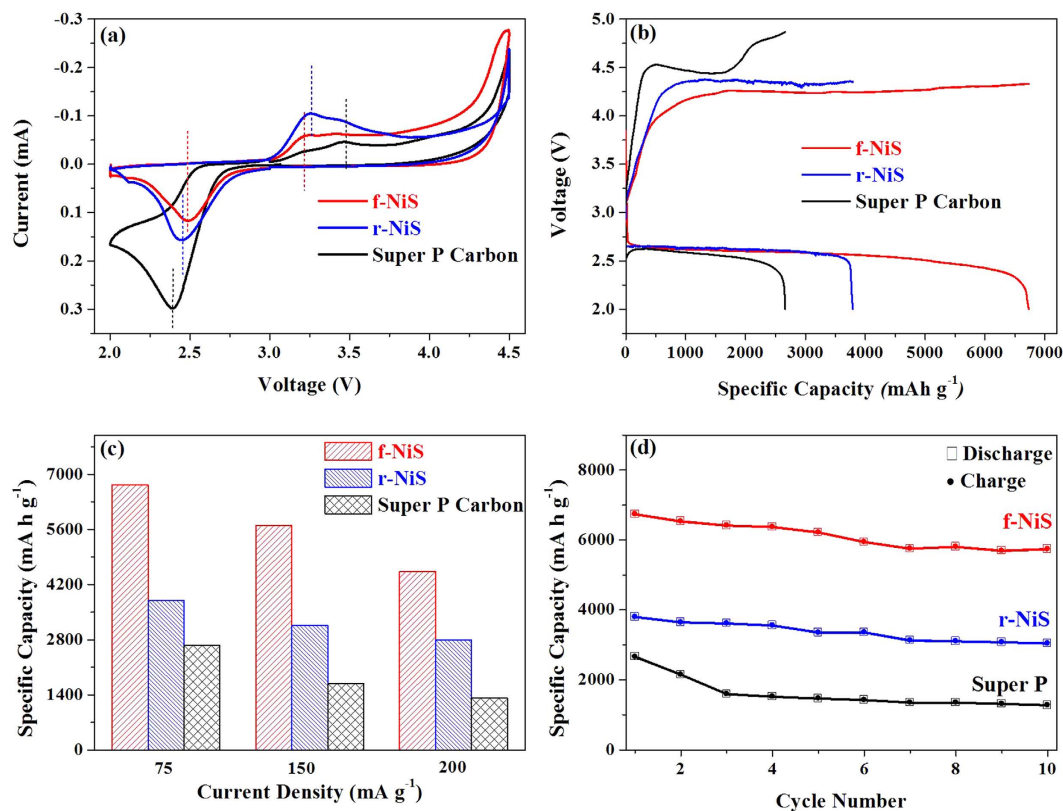 (a)
-0.3
-0.2
-0.1
0.0
0.1
0.2
0.3
Current (mA)
f-NiS
r-NiS
Super P Carbon
2.0 2.5 3.0 3.5 4.0 4.5
Voltage (V)
(b)
5.0
4.5
4.0
3.5
3.0
2.5
2.0
Voltage (V)
f-NiS
r-NiS
Super P Carbon
0 1000 2000 3000 4000 5000 6000 7000
Specific Capacity (mAh g⁻¹)
(c)
7000
5600
4200
2800
1400
0
Specific Capacity (mA h g⁻¹)
f-NiS
r-NiS
Super P Carbon
75 150 200
Current Density (mA g⁻¹)
(d)
8000
6000
4000
2000
0
Specific Capacity (mA h g⁻¹)
Discharge
Charge
f-NiS
r-NiS
Super P
2 4 6 8 10
Cycle Number